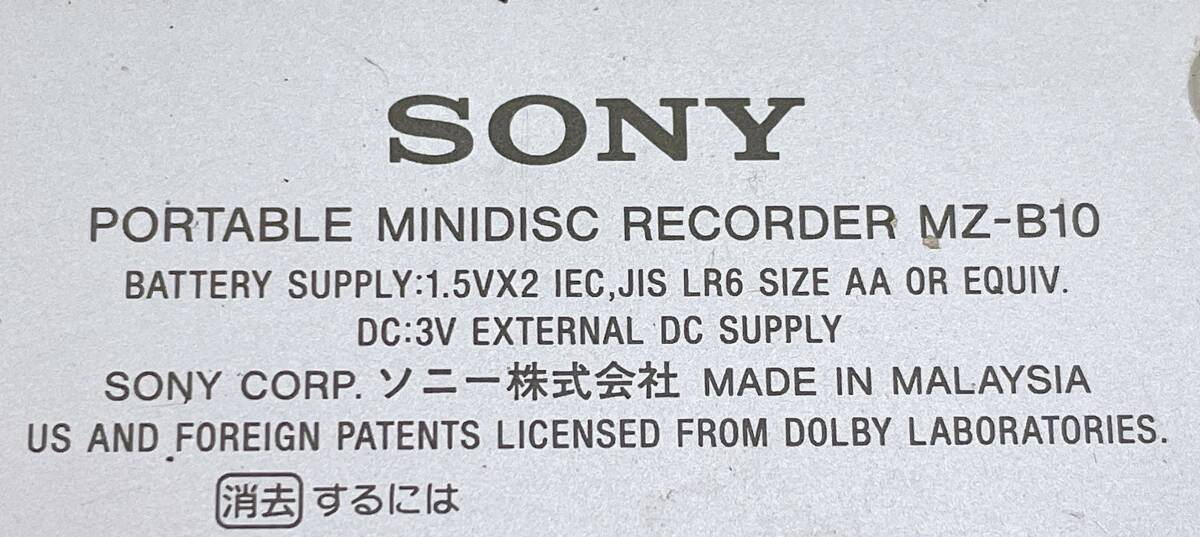 SONY
PORTABLE MINIDISC RECORDER MZ-B10
BATTERY SUPPLY:1.5VX2 IEC,JIS LR6 SIZE AA OR EQUIV.
DC:3V EXTERNAL DC SUPPLY
SONY CORP. ソニー株式会社 MADE IN MALAYSIA
US AND FOREIGN PATENTS LICENSED FROM DOLBY LABORATORIES.
消去 するには